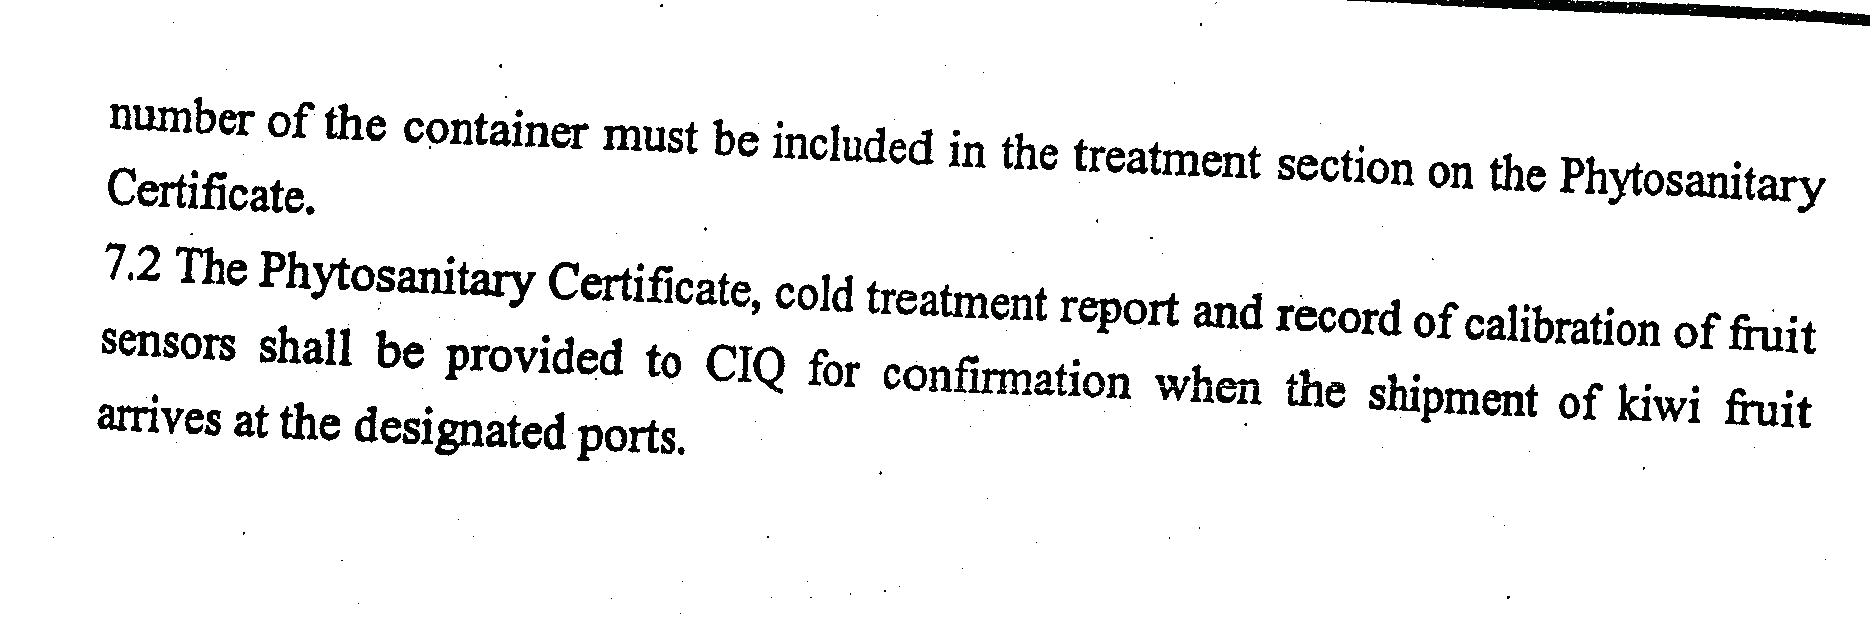 number of the container must be included in the treatment section on the Phytosanitary
Certificate.
7.2 The Phytosanitary Certificate, cold treatment report and record of calibration of fruit
sensors shall be provided to CIQ for confirmation when the shipment of kiwi fruit
arrives at the designated ports.